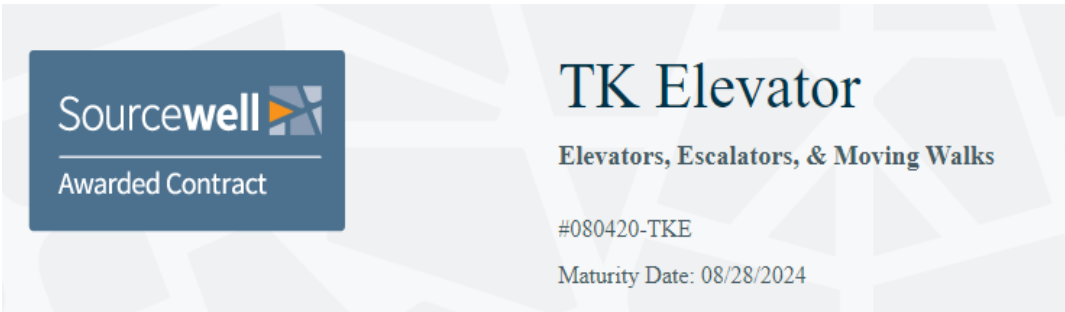 Sourcewell
Awarded Contract
TK Elevator
Elevators, Escalators, & Moving Walks
#080420-TKE
Maturity Date: 08/28/2024